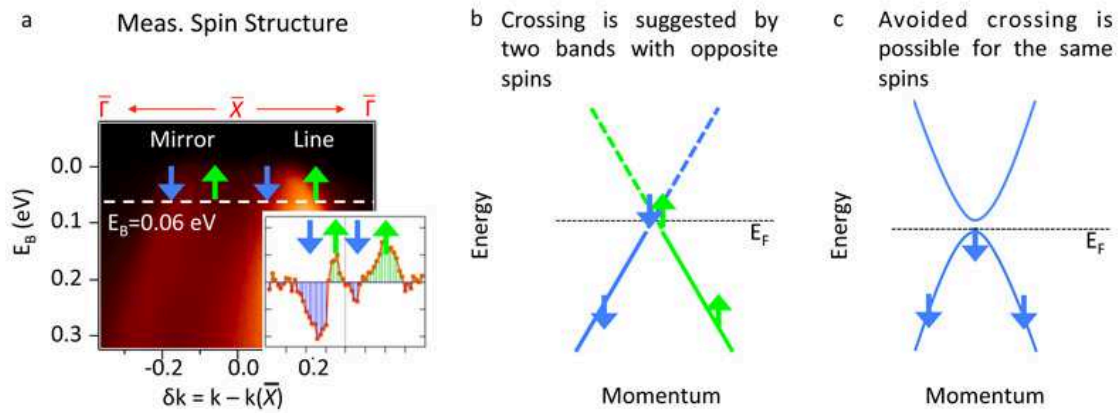 a Meas. Spin Structure
Γ̅ X̅ Γ̅
Mirror Line
0.0
0.1
0.2
0.3
E_B (eV)
E_B=0.06 eV
-0.2 0.0 0.2
δk = k – k(X̅)
b Crossing is suggested by
two bands with opposite
spins
Energy
E_F
Momentum
c Avoided crossing is
possible for the same
spins
Energy
E_F
Momentum